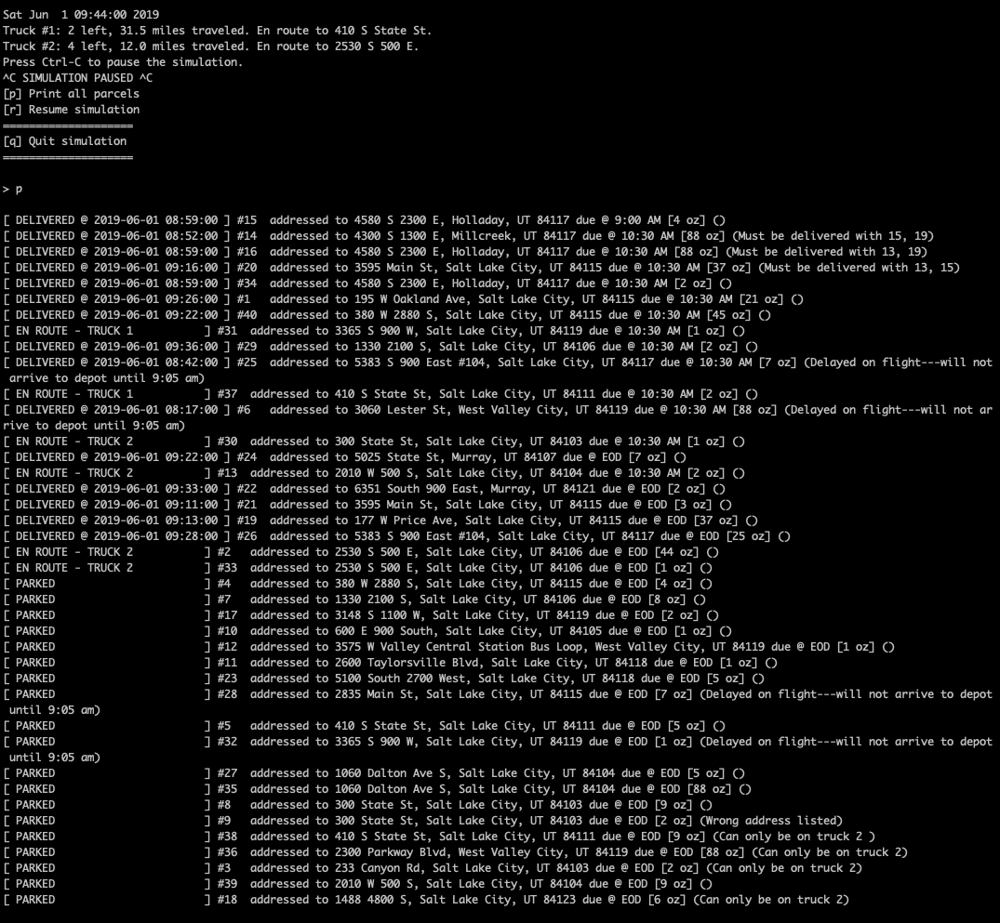 Sat Jun  1 09:44:00 2019
Truck #1: 2 left, 31.5 miles traveled. En route to 410 S State St.
Truck #2: 4 left, 12.0 miles traveled. En route to 2530 S 500 E.
Press Ctrl-C to pause the simulation.
^C SIMULATION PAUSED ^C
[p] Print all parcels
[r] Resume simulation
====================
[q] Quit simulation
====================
> p
[ DELIVERED @ 2019-06-01 08:59:00 ] #15  addressed to 4580 S 2300 E, Holladay, UT 84117 due @ 9:00 AM [4 oz] ()
[ DELIVERED @ 2019-06-01 08:52:00 ] #14  addressed to 4300 S 1300 E, Millcreek, UT 84117 due @ 10:30 AM [88 oz] (Must be delivered with 15, 19)
[ DELIVERED @ 2019-06-01 08:59:00 ] #16  addressed to 4580 S 2300 E, Holladay, UT 84117 due @ 10:30 AM [88 oz] (Must be delivered with 13, 19)
[ DELIVERED @ 2019-06-01 09:16:00 ] #20  addressed to 3595 Main St, Salt Lake City, UT 84115 due @ 10:30 AM [37 oz] (Must be delivered with 13, 15)
[ DELIVERED @ 2019-06-01 08:59:00 ] #34  addressed to 4580 S 2300 E, Holladay, UT 84117 due @ 10:30 AM [2 oz] ()
[ DELIVERED @ 2019-06-01 09:26:00 ] #1   addressed to 195 W Oakland Ave, Salt Lake City, UT 84115 due @ 10:30 AM [21 oz] ()
[ DELIVERED @ 2019-06-01 09:22:00 ] #40  addressed to 380 W 2880 S, Salt Lake City, UT 84115 due @ 10:30 AM [45 oz] ()
[ EN ROUTE - TRUCK 1           ] #31  addressed to 3365 S 900 W, Salt Lake City, UT 84119 due @ 10:30 AM [1 oz] ()
[ DELIVERED @ 2019-06-01 09:36:00 ] #29  addressed to 1330 2100 S, Salt Lake City, UT 84106 due @ 10:30 AM [2 oz] ()
[ DELIVERED @ 2019-06-01 08:42:00 ] #25  addressed to 5383 S 900 East #104, Salt Lake City, UT 84117 due @ 10:30 AM [7 oz] (Delayed on flight---will not
 arrive to depot until 9:05 am)
[ EN ROUTE - TRUCK 1           ] #37  addressed to 410 S State St, Salt Lake City, UT 84111 due @ 10:30 AM [2 oz] ()
[ DELIVERED @ 2019-06-01 08:17:00 ] #6   addressed to 3060 Lester St, West Valley City, UT 84119 due @ 10:30 AM [88 oz] (Delayed on flight---will not ar
rive to depot until 9:05 am)
[ EN ROUTE - TRUCK 2           ] #30  addressed to 300 State St, Salt Lake City, UT 84103 due @ 10:30 AM [1 oz] ()
[ DELIVERED @ 2019-06-01 09:22:00 ] #24  addressed to 5025 State St, Murray, UT 84107 due @ EOD [7 oz] ()
[ EN ROUTE - TRUCK 2           ] #13  addressed to 2010 W 500 S, Salt Lake City, UT 84104 due @ 10:30 AM [2 oz] ()
[ DELIVERED @ 2019-06-01 09:33:00 ] #22  addressed to 6351 South 900 East, Murray, UT 84121 due @ EOD [2 oz] ()
[ DELIVERED @ 2019-06-01 09:11:00 ] #21  addressed to 3595 Main St, Salt Lake City, UT 84115 due @ EOD [3 oz] ()
[ DELIVERED @ 2019-06-01 09:13:00 ] #19  addressed to 177 W Price Ave, Salt Lake City, UT 84115 due @ EOD [37 oz] ()
[ DELIVERED @ 2019-06-01 09:28:00 ] #26  addressed to 5383 S 900 East #104, Salt Lake City, UT 84117 due @ EOD [25 oz] ()
[ EN ROUTE - TRUCK 2           ] #2   addressed to 2530 S 500 E, Salt Lake City, UT 84106 due @ EOD [44 oz] ()
[ EN ROUTE - TRUCK 2           ] #33  addressed to 2530 S 500 E, Salt Lake City, UT 84106 due @ EOD [1 oz] ()
[ PARKED                       ] #4   addressed to 380 W 2880 S, Salt Lake City, UT 84115 due @ EOD [4 oz] ()
[ PARKED                       ] #7   addressed to 1330 2100 S, Salt Lake City, UT 84106 due @ EOD [8 oz] ()
[ PARKED                       ] #17  addressed to 3148 S 1100 W, Salt Lake City, UT 84119 due @ EOD [2 oz] ()
[ PARKED                       ] #10  addressed to 600 E 900 South, Salt Lake City, UT 84105 due @ EOD [1 oz] ()
[ PARKED                       ] #12  addressed to 3575 W Valley Central Station Bus Loop, West Valley City, UT 84119 due @ EOD [1 oz] ()
[ PARKED                       ] #11  addressed to 2600 Taylorsville Blvd, Salt Lake City, UT 84118 due @ EOD [1 oz] ()
[ PARKED                       ] #23  addressed to 5100 South 2700 West, Salt Lake City, UT 84118 due @ EOD [5 oz] ()
[ PARKED                       ] #28  addressed to 2835 Main St, Salt Lake City, UT 84115 due @ EOD [7 oz] (Delayed on flight---will not arrive to depot
 until 9:05 am)
[ PARKED                       ] #5   addressed to 410 S State St, Salt Lake City, UT 84111 due @ EOD [5 oz] ()
[ PARKED                       ] #32  addressed to 3365 S 900 W, Salt Lake City, UT 84119 due @ EOD [1 oz] (Delayed on flight---will not arrive to depot
 until 9:05 am)
[ PARKED                       ] #27  addressed to 1060 Dalton Ave S, Salt Lake City, UT 84104 due @ EOD [5 oz] ()
[ PARKED                       ] #35  addressed to 1060 Dalton Ave S, Salt Lake City, UT 84104 due @ EOD [88 oz] ()
[ PARKED                       ] #8   addressed to 300 State St, Salt Lake City, UT 84103 due @ EOD [9 oz] ()
[ PARKED                       ] #9   addressed to 300 State St, Salt Lake City, UT 84103 due @ EOD [2 oz] (Wrong address listed)
[ PARKED                       ] #38  addressed to 410 S State St, Salt Lake City, UT 84111 due @ EOD [9 oz] (Can only be on truck 2 )
[ PARKED                       ] #36  addressed to 2300 Parkway Blvd, West Valley City, UT 84119 due @ EOD [88 oz] (Can only be on truck 2)
[ PARKED                       ] #3   addressed to 233 Canyon Rd, Salt Lake City, UT 84103 due @ EOD [2 oz] (Can only be on truck 2)
[ PARKED                       ] #39  addressed to 2010 W 500 S, Salt Lake City, UT 84104 due @ EOD [9 oz] ()
[ PARKED                       ] #18  addressed to 1488 4800 S, Salt Lake City, UT 84123 due @ EOD [6 oz] (Can only be on truck 2)